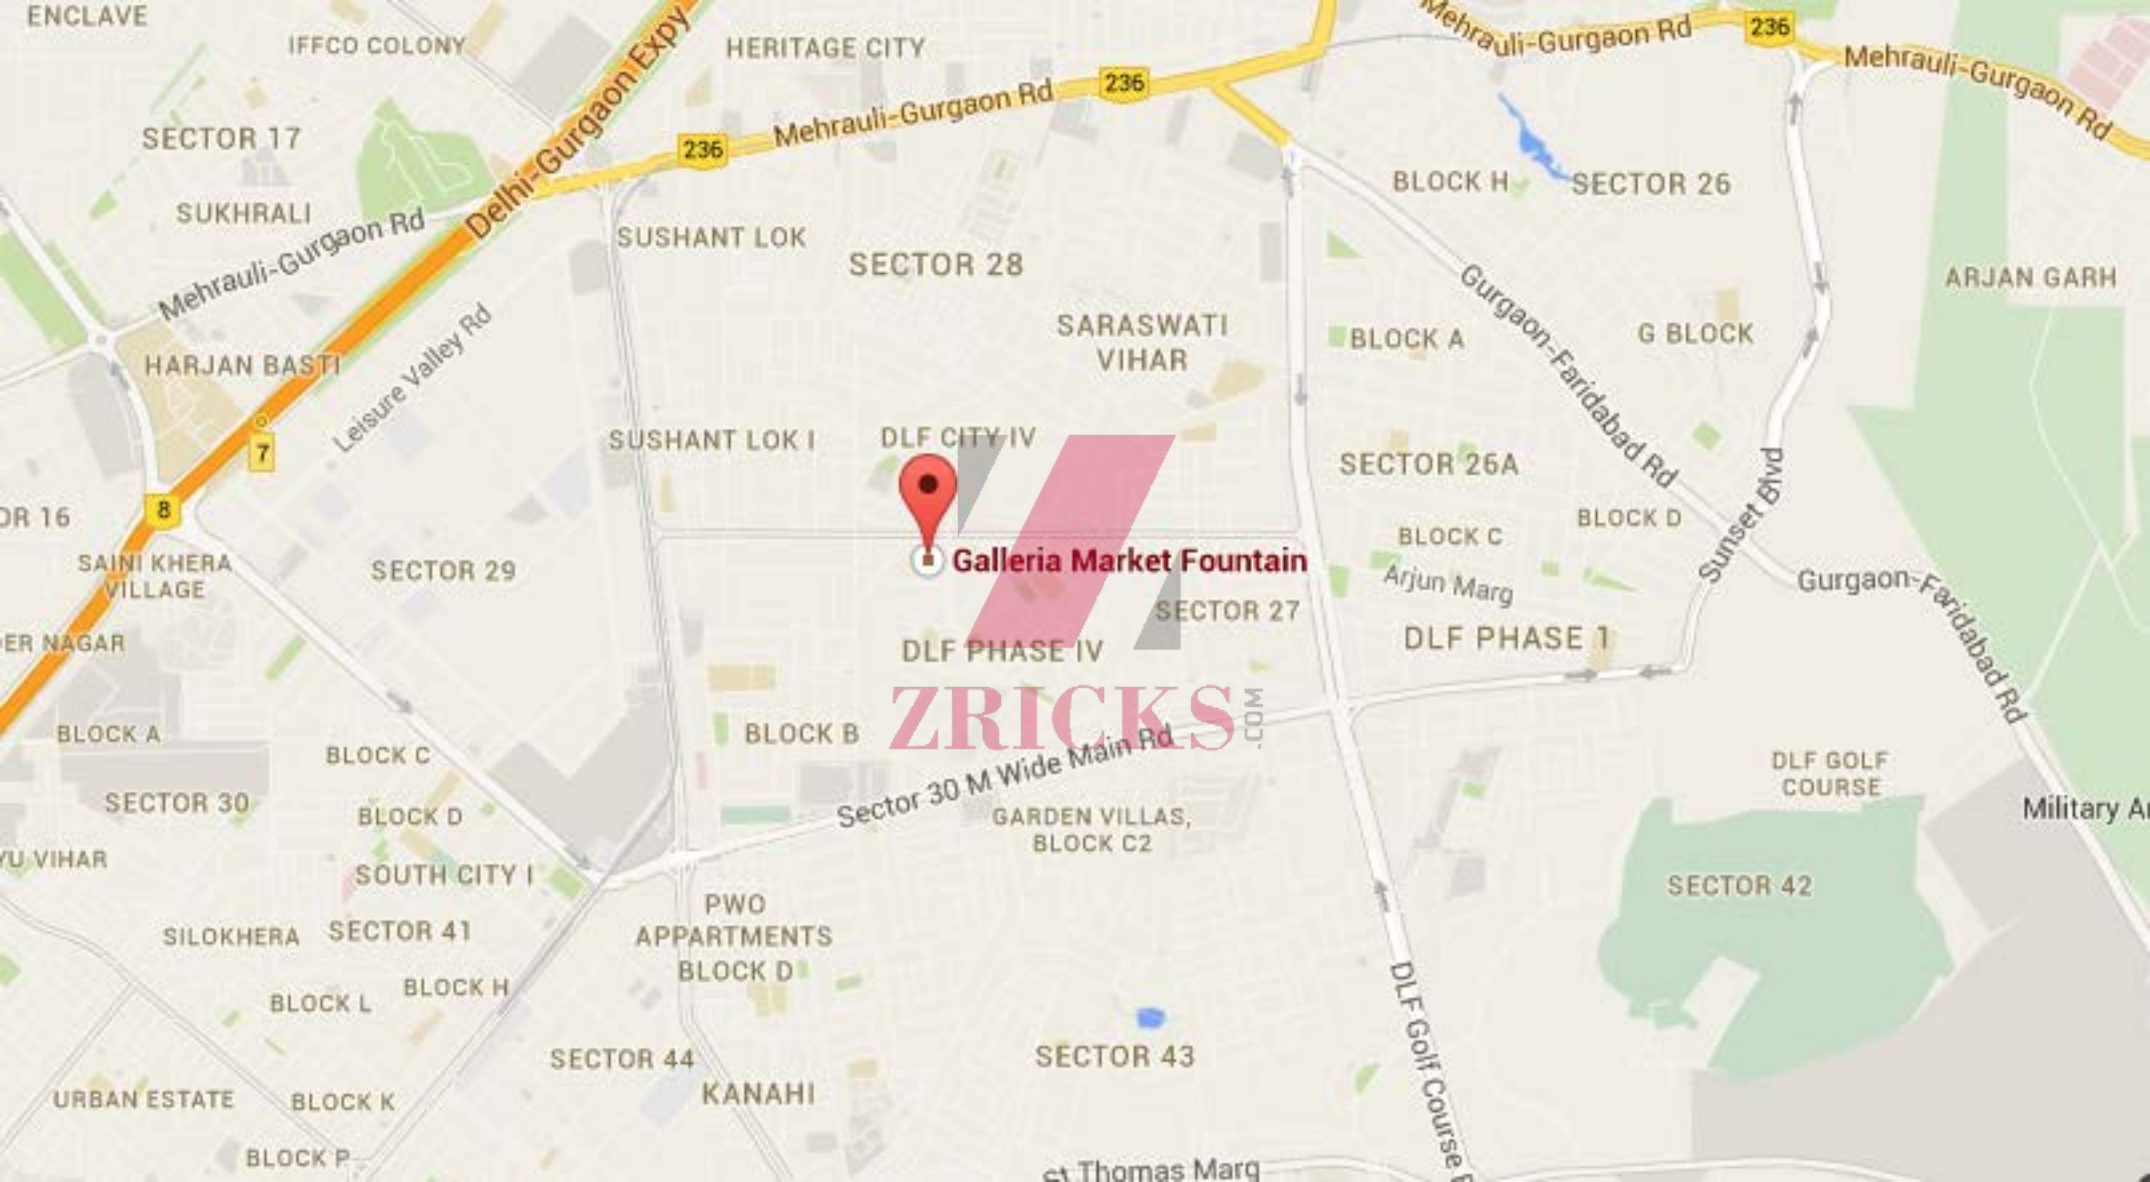 ENCLAVE
IFFCO COLONY
HERITAGE CITY
Delhi-Gurgaon Expy
Mehrauli-Gurgaon Rd
236
Mehrauli-Gurgaon Rd
236
Mehrauli-Gurgaon Rd
236
SECTOR 17
SUKHRALI
Mehrauli-Gurgaon Rd
SUSHANT LOK
SECTOR 28
BLOCK H
SECTOR 26
ARJAN GARH
Gurgaon-Faridabad Rd
SARASWATI
VIHAR
BLOCK A
G BLOCK
HARJAN BASTI
Leisure Valley Rd
7
SUSHANT LOK I
DLF CITY IV
SECTOR 26A
8
OR 16
BLOCK D
BLOCK C
Sunset Blvd
SAINI KHERA
VILLAGE
SECTOR 29
Galleria Market Fountain
Arjun Marg
Gurgaon-Faridabad Rd
SECTOR 27
ER NAGAR
DLF PHASE IV
DLF PHASE 1
ZRICKS
.COM
BLOCK A
BLOCK C
BLOCK B
Sector 30 M Wide Main Rd
DLF GOLF
COURSE
SECTOR 30
BLOCK D
GARDEN VILLAS,
BLOCK C2
Military Ar
YU VIHAR
SOUTH CITY I
SECTOR 42
PWO
APPARTMENTS
BLOCK D
SILOKHERA
SECTOR 41
BLOCK L
BLOCK H
SECTOR 44
SECTOR 43
DLF Golf Course R
URBAN ESTATE
BLOCK K
KANAHI
BLOCK P
St Thomas Marg